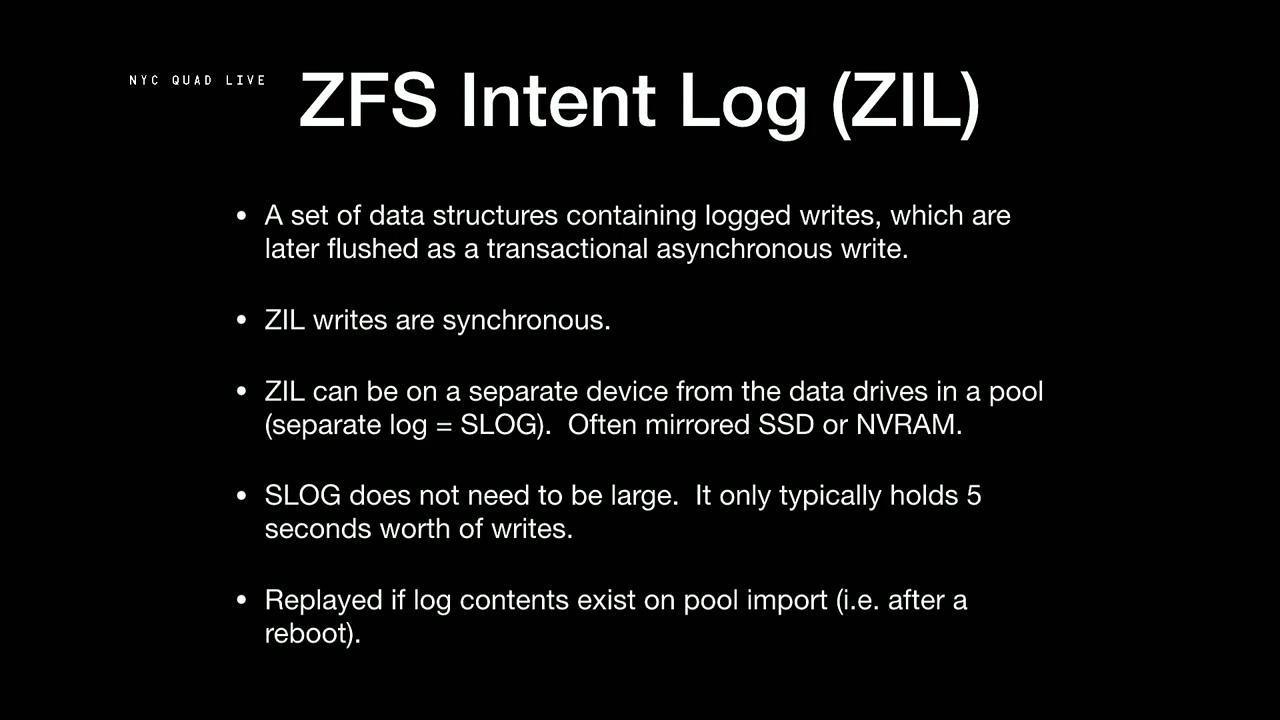 NYC QUAD LIVE
ZFS Intent Log (ZIL)
• A set of data structures containing logged writes, which are
later flushed as a transactional asynchronous write.
• ZIL writes are synchronous.
• ZIL can be on a separate device from the data drives in a pool
(separate log = SLOG).  Often mirrored SSD or NVRAM.
• SLOG does not need to be large.  It only typically holds 5
seconds worth of writes.
• Replayed if log contents exist on pool import (i.e. after a
reboot).